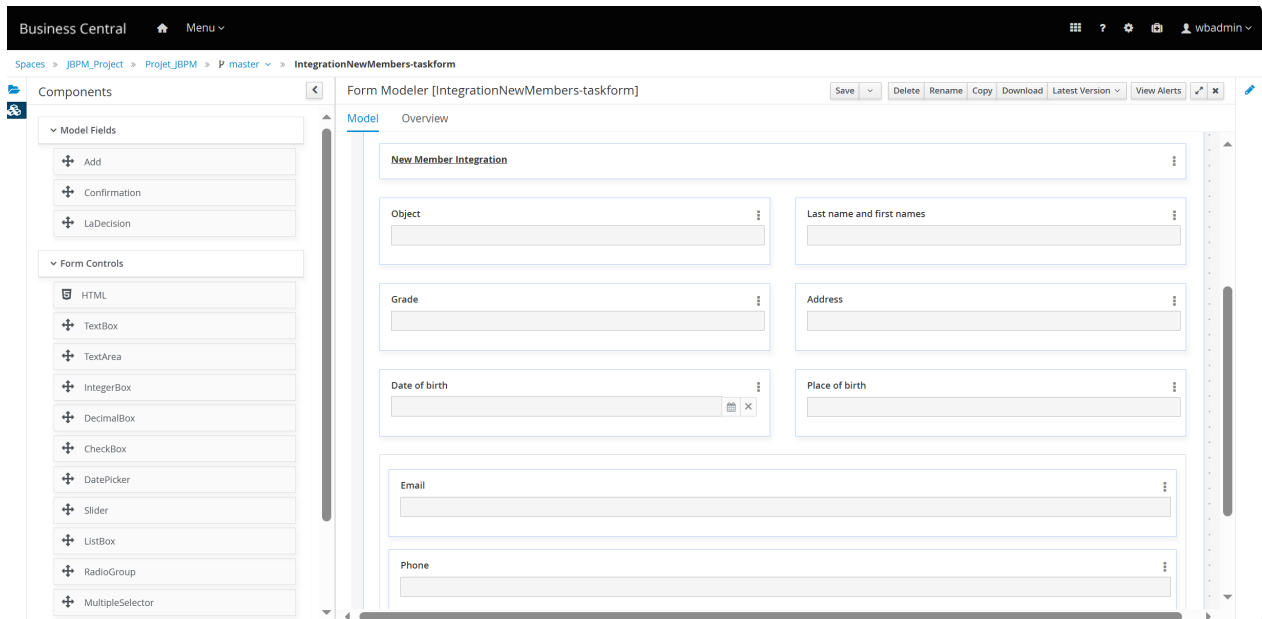 Business Central Menu ? wbadmin
Spaces » JBPM_Project » Projet_JBPM » master » IntegrationNewMembers-taskform
Components
Model Fields
Add
Confirmation
LaDecision
Form Controls
HTML
TextBox
TextArea
IntegerBox
DecimalBox
CheckBox
DatePicker
Slider
ListBox
RadioGroup
MultipleSelector
Form Modeler [IntegrationNewMembers-taskform]
Save Delete Rename Copy Download Latest Version View Alerts
Model Overview
New Member Integration
Object Last name and first names
Grade Address
Date of birth Place of birth
Email
Phone